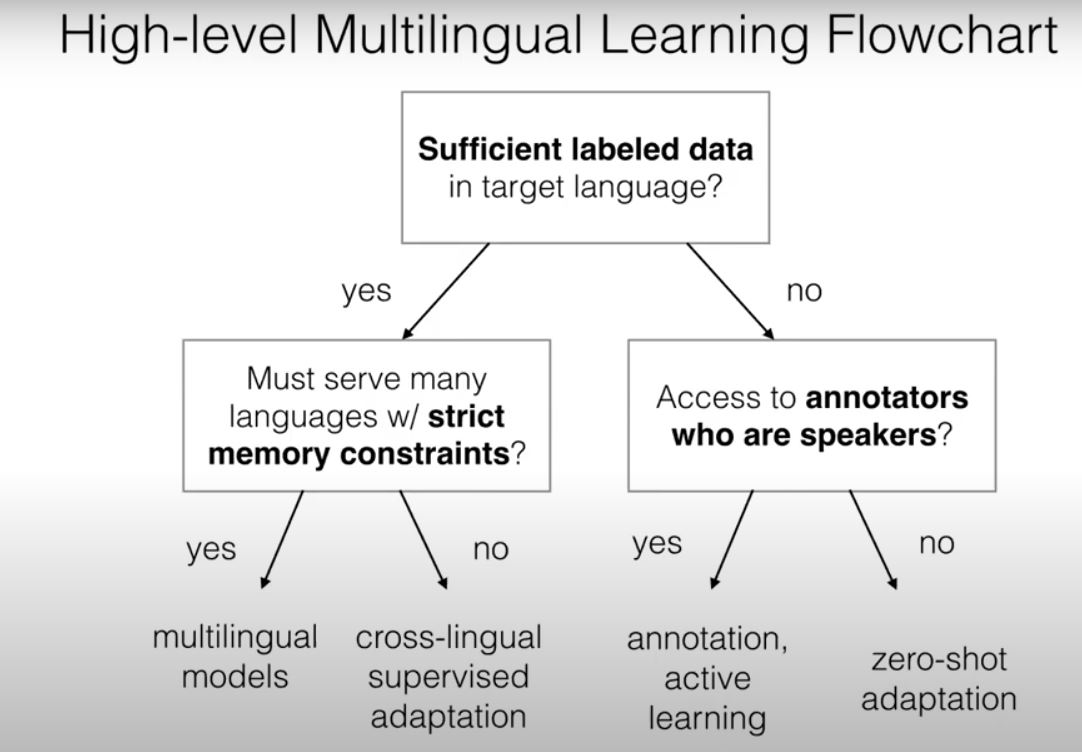 High-level Multilingual Learning Flowchart
Sufficient labeled data
in target language?
yes
no
Must serve many
languages w/ strict
memory constraints?
Access to annotators
who are speakers?
yes
no
yes
no
multilingual
models
cross-lingual
supervised
adaptation
annotation,
active
learning
zero-shot
adaptation